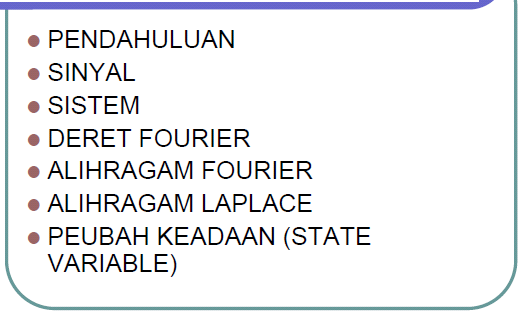 PENDAHULUAN
SINYAL
SISTEM
DERET FOURIER
ALIHRAGAM FOURIER
ALIHRAGAM LAPLACE
PEUBAH KEADAAN (STATE
VARIABLE)